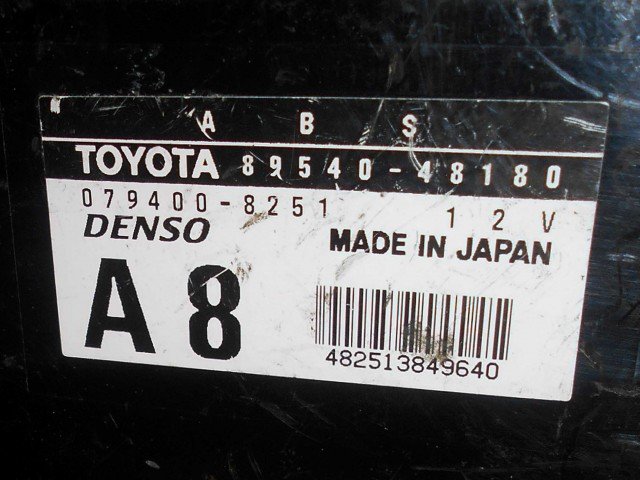 A B S
TOYOTA 89540-48180
079400-8251 12V
DENSO MADE IN JAPAN
A8
482513849640